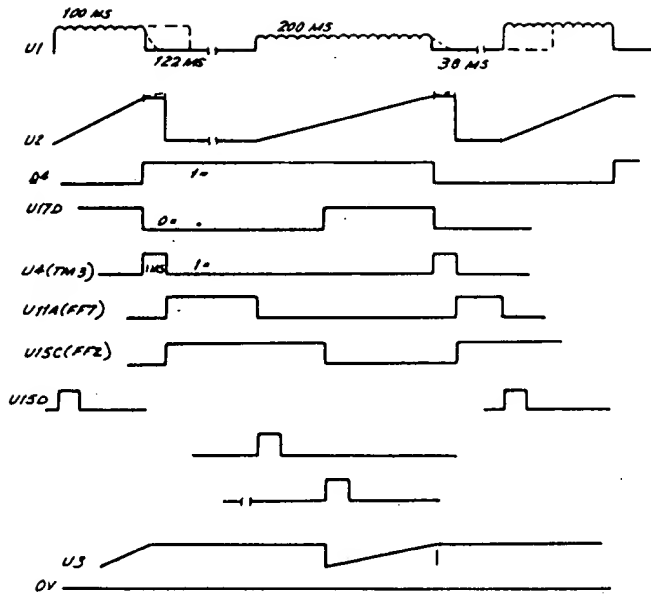 100 MS
200 MS
U1
122 MS
38 MS
U2
1=
U17D
0=
U4(TM3)
1MS
1=
U11A(FF7)
U15C(FF2)
U15D
U3
0V